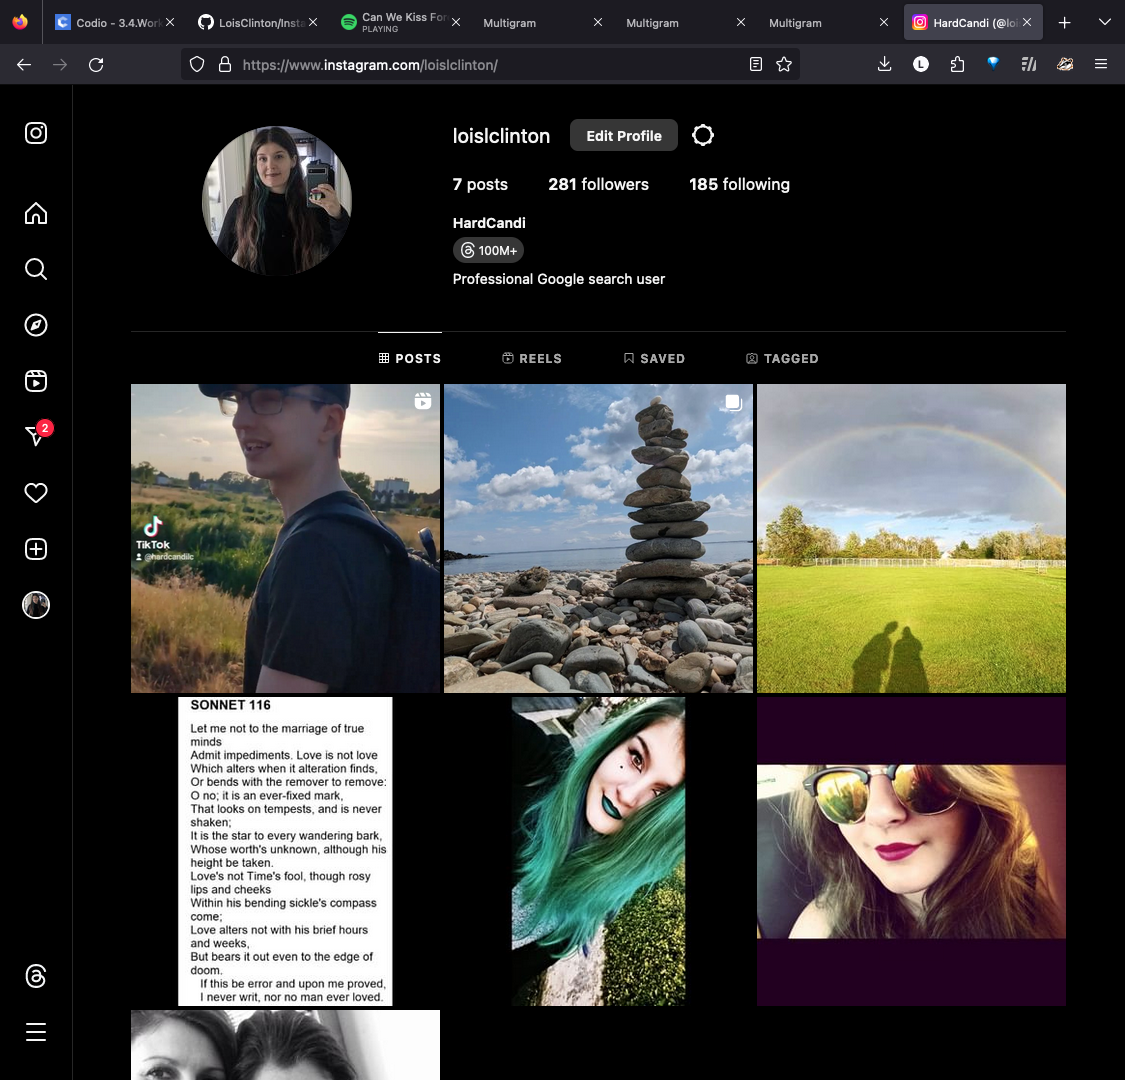 Codio - 3.4.Work
LoisClinton/Insta
Can We Kiss For
PLAYING
Multigram
Multigram
Multigram
HardCandi (@loi
https://www.instagram.com/loislclinton/
L
loislclinton
Edit Profile
7 posts
281 followers
185 following
HardCandi
100M+
Professional Google search user
POSTS
REELS
SAVED
TAGGED
2
TikTok
@hardcandilc
SONNET 116
Let me not to the marriage of true
minds
Admit impediments. Love is not love
Which alters when it alteration finds,
Or bends with the remover to remove:
O no; it is an ever-fixed mark,
That looks on tempests, and is never
shaken;
It is the star to every wandering bark,
Whose worth's unknown, although his
height be taken.
Love's not Time's fool, though rosy
lips and cheeks
Within his bending sickle's compass
come;
Love alters not with his brief hours
and weeks,
But bears it out even to the edge of
doom.
If this be error and upon me proved,
I never writ, nor no man ever loved.